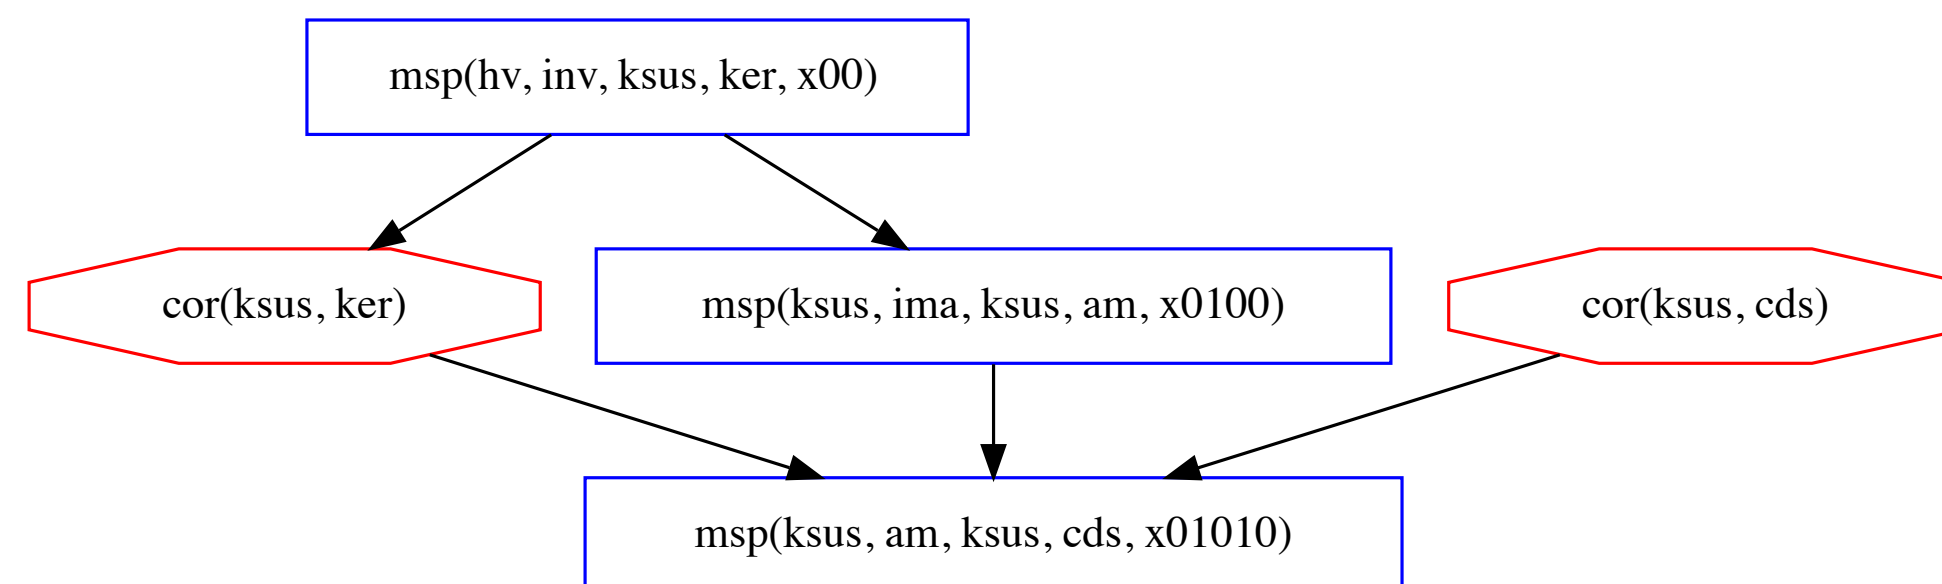 msp(hv, inv, ksus, ker, x00)
cor(ksus, ker)
msp(ksus, ima, ksus, am, x0100)
cor(ksus, cds)
msp(ksus, am, ksus, cds, x01010)